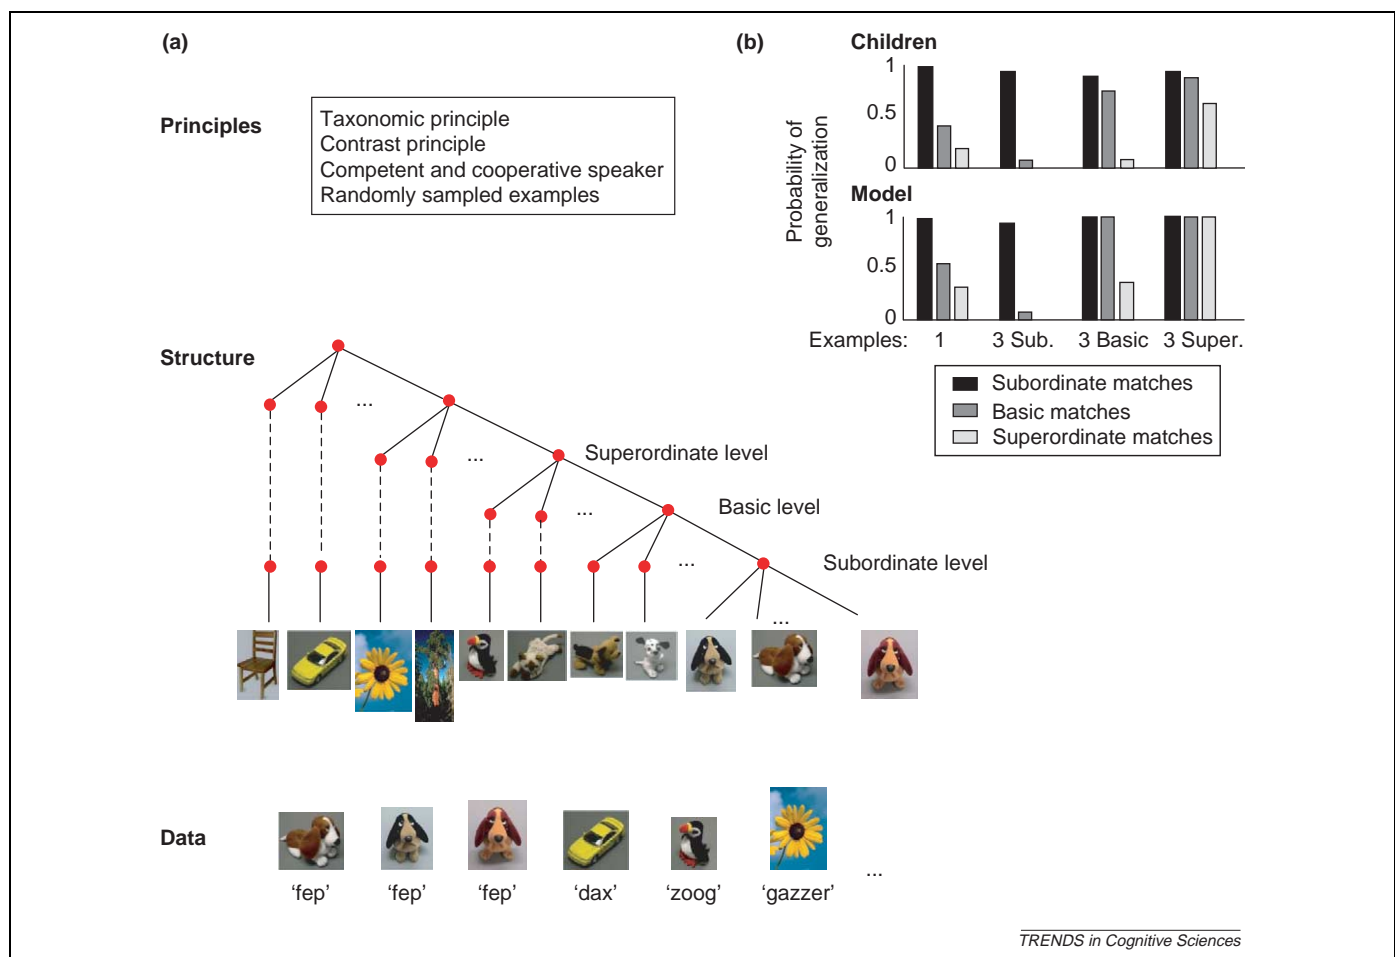 (a)
Principles
Taxonomic principle
Contrast principle
Competent and cooperative speaker
Randomly sampled examples
Structure
...
...
Superordinate level
...
Basic level
...
Subordinate level
...
Data
‘fep’
‘fep’
‘fep’
‘dax’
‘zoog’
‘gazzer’
...
(b)
Children
1
0.5
0
Probability of
generalization
Model
1
0.5
0
Examples: 1 3 Sub. 3 Basic 3 Super.
Subordinate matches
Basic matches
Superordinate matches
TRENDS in Cognitive Sciences